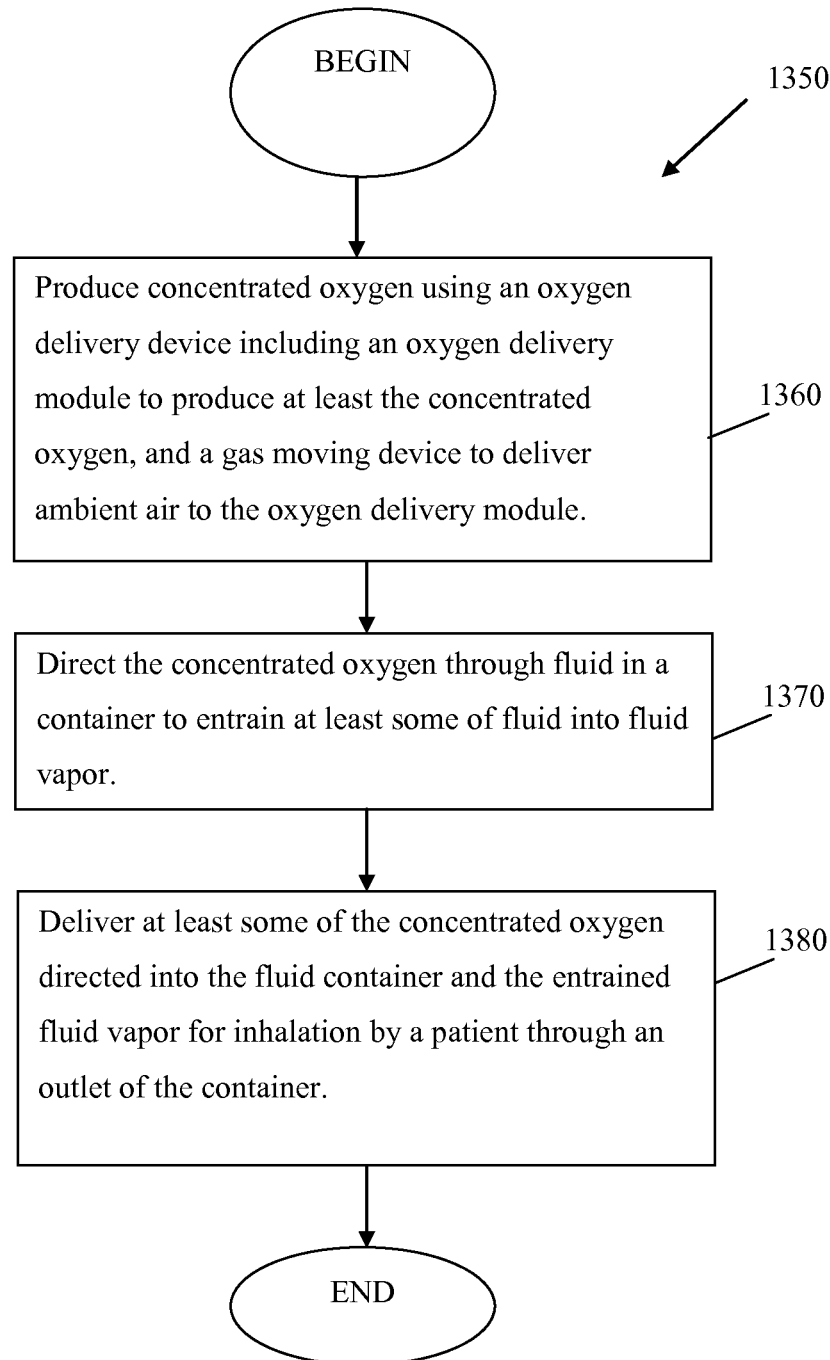 BEGIN
1350
Produce concentrated oxygen using an oxygen
delivery device including an oxygen delivery
module to produce at least the concentrated
oxygen, and a gas moving device to deliver
ambient air to the oxygen delivery module.
1360
Direct the concentrated oxygen through fluid in a
container to entrain at least some of fluid into fluid
vapor.
1370
Deliver at least some of the concentrated oxygen
directed into the fluid container and the entrained
fluid vapor for inhalation by a patient through an
outlet of the container.
1380
END